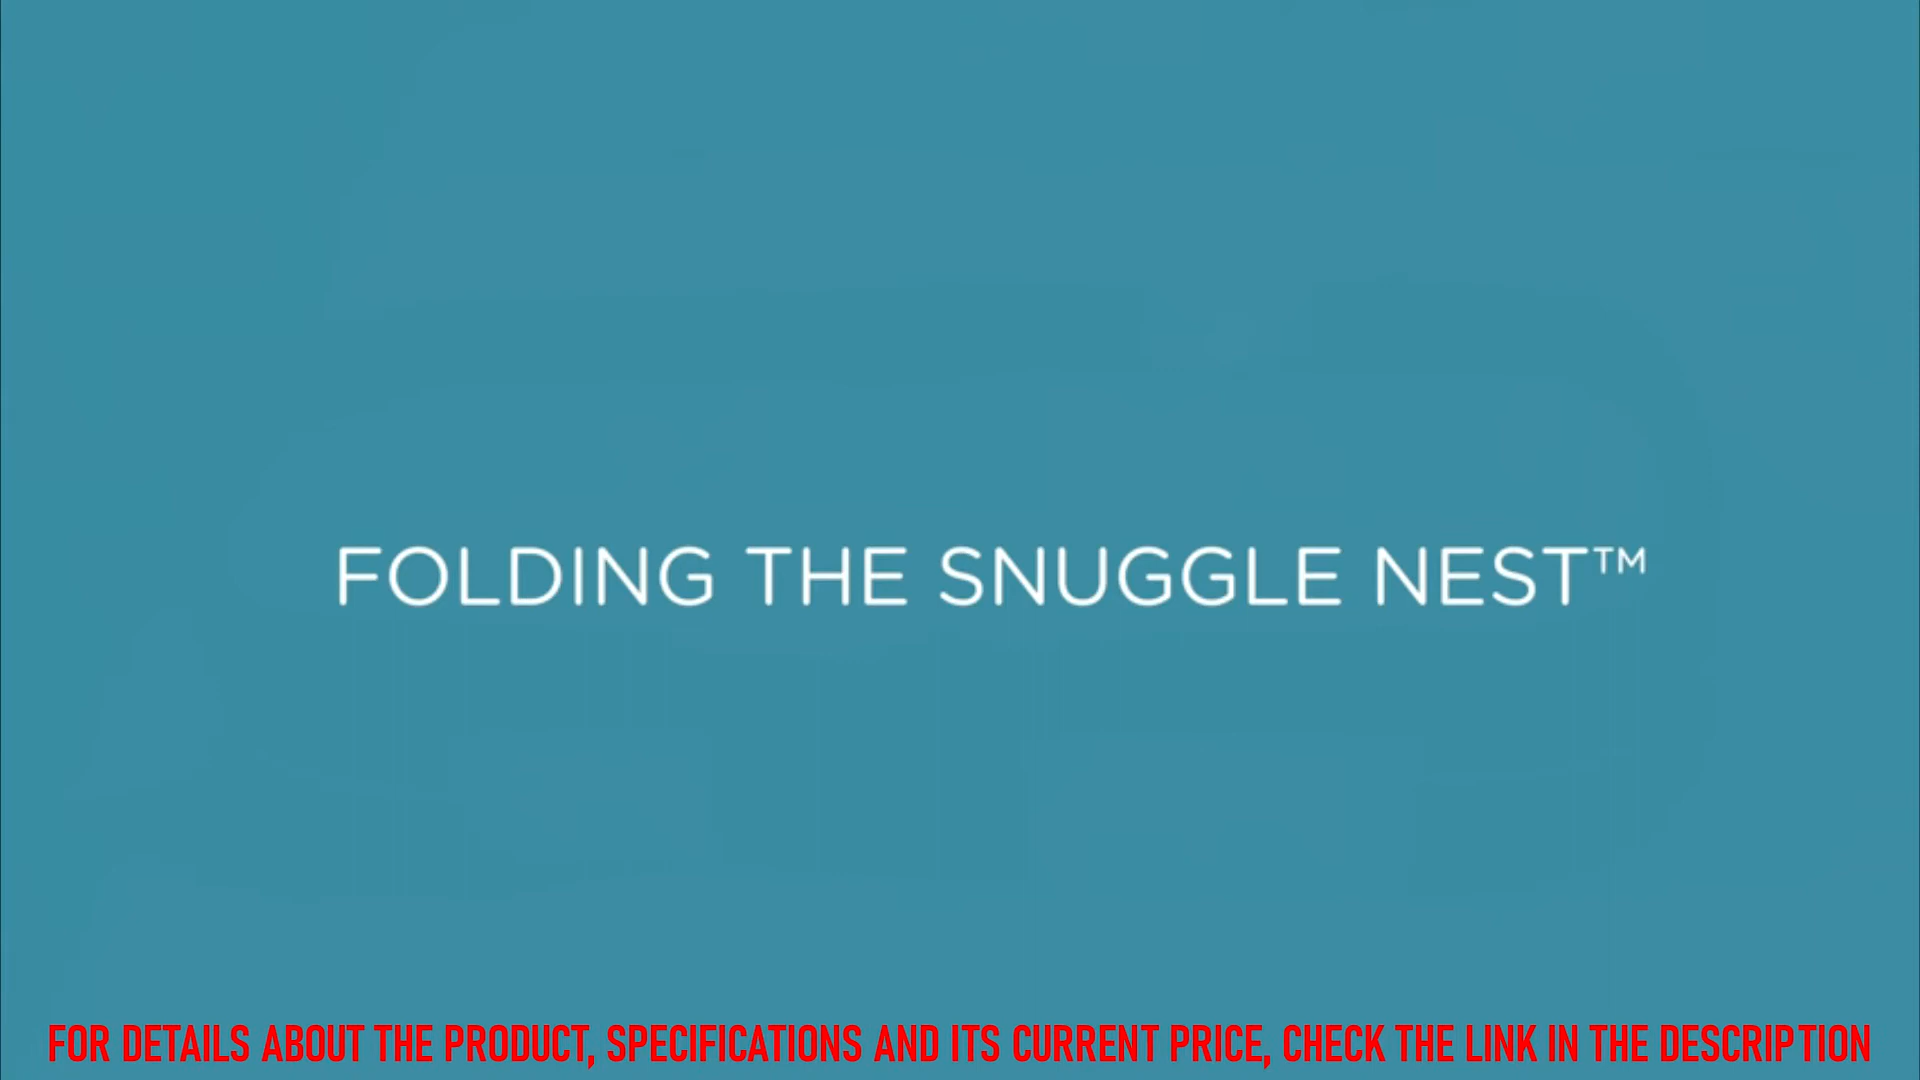 FOLDING THE SNUGGLE NEST™
FOR DETAILS ABOUT THE PRODUCT, SPECIFICATIONS AND ITS CURRENT PRICE, CHECK THE LINK IN THE DESCRIPTION